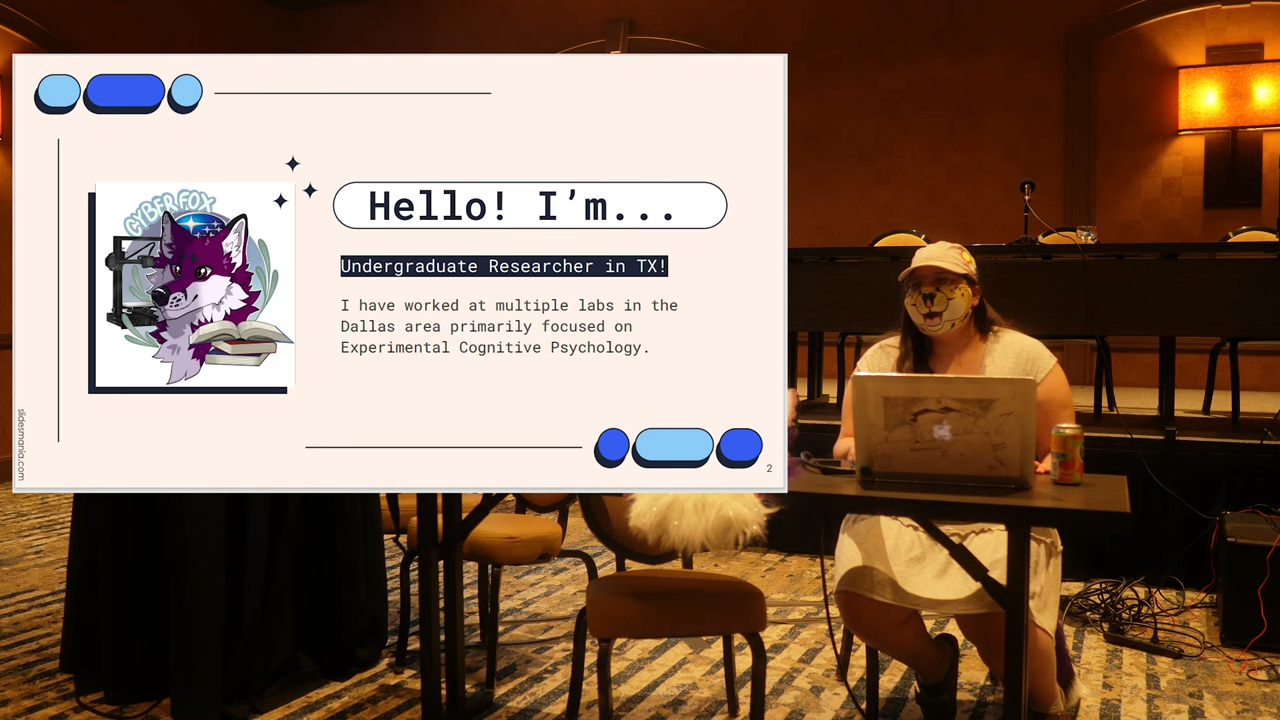 CYBERFOX
Hello! I'm...
Undergraduate Researcher in TX!
I have worked at multiple labs in the
Dallas area primarily focused on
Experimental Cognitive Psychology.
slidesmania.com
2